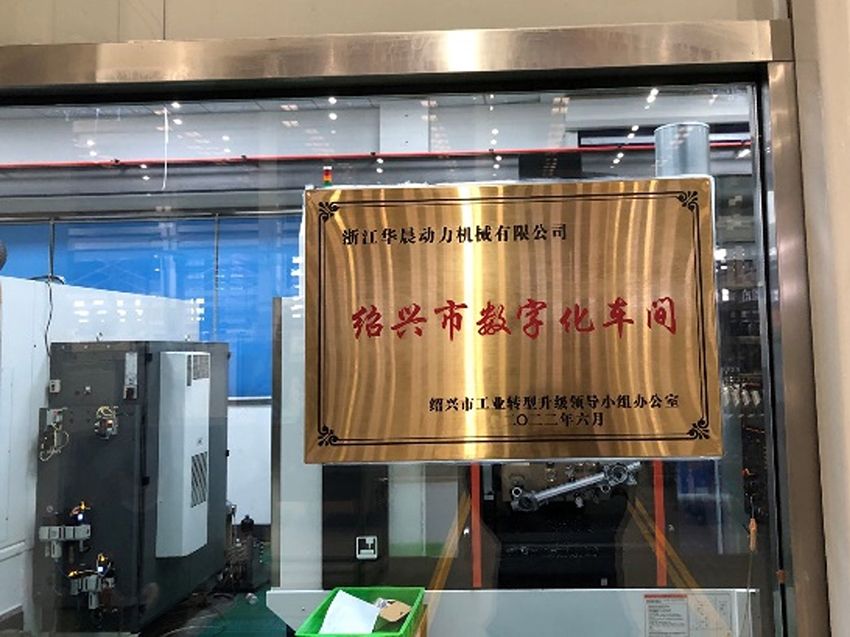 浙江华晨动力机械有限公司
绍兴市数字化车间
绍兴市工业转型升级领导小组办公室
二〇二二年六月